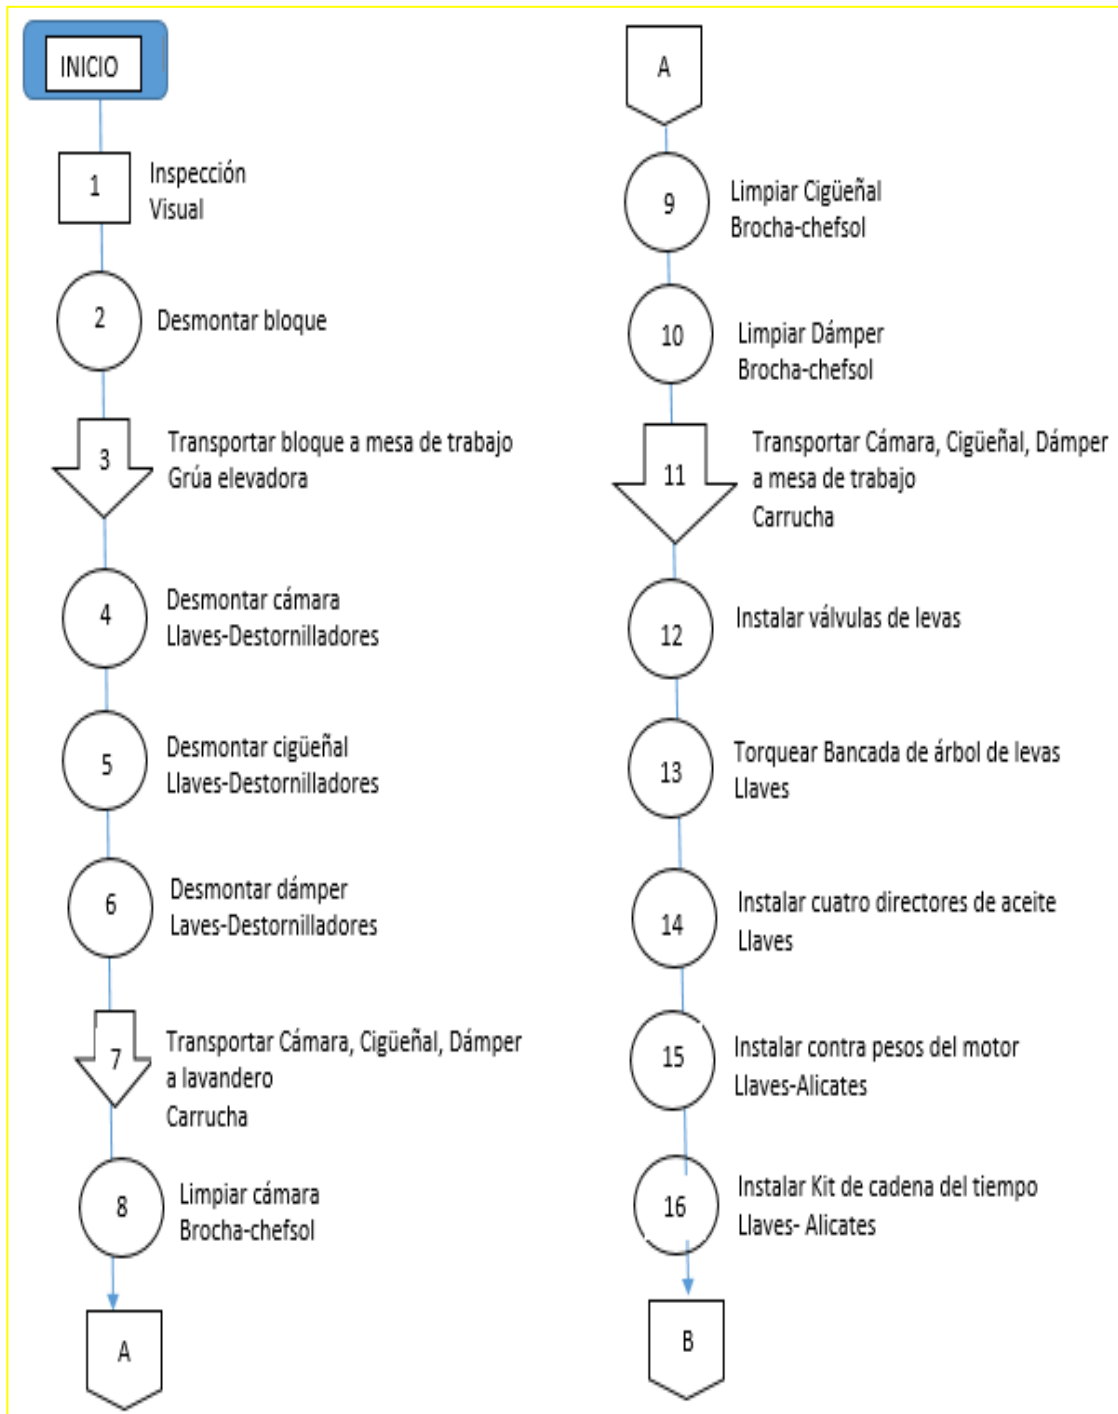 INICIO
1
Inspección
Visual
2
Desmontar bloque
3
Transportar bloque a mesa de trabajo
Grúa elevadora
4
Desmontar cámara
Llaves-Destornilladores
5
Desmontar cigüeñal
Llaves-Destornilladores
6
Desmontar dámper
Laves-Destornilladores
7
Transportar Cámara, Cigüeñal, Dámper
a lavandero
Carrucha
8
Limpiar cámara
Brocha-chefsol
A
A
9
Limpiar Cigüeñal
Brocha-chefsol
10
Limpiar Dámper
Brocha-chefsol
11
Transportar Cámara, Cigüeñal, Dámper
a mesa de trabajo
Carrucha
12
Instalar válvulas de levas
13
Torquear Bancada de árbol de levas
Llaves
14
Instalar cuatro directores de aceite
Llaves
15
Instalar contra pesos del motor
Llaves-Alicates
16
Instalar Kit de cadena del tiempo
Llaves- Alicates
B